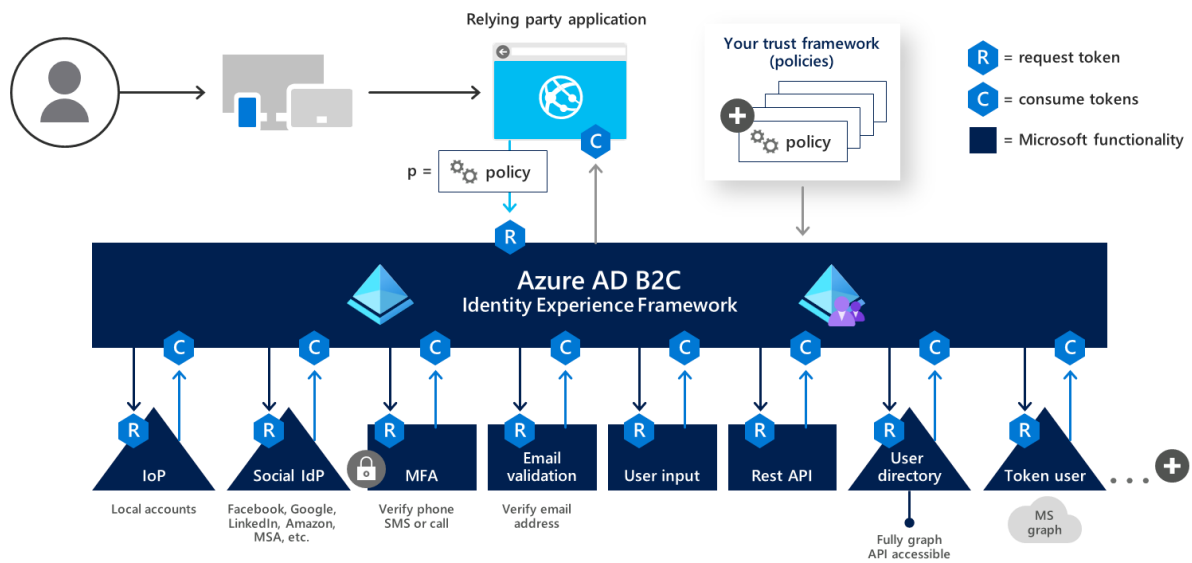 Relying party application
Your trust framework
(policies)
R = request token
C = consume tokens
= Microsoft functionality
policy
C
p =
policy
R
Azure AD B2C
Identity Experience Framework
C
C
C
C
C
C
C
C
R
R
R
R
R
R
R
R
IoP
Social IdP
MFA
Email
validation
User input
Rest API
User
directory
Token user
Local accounts
Facebook, Google,
LinkedIn, Amazon,
MSA, etc.
Verify phone
SMS or call
Verify email
address
Fully graph
API accessible
MS
graph